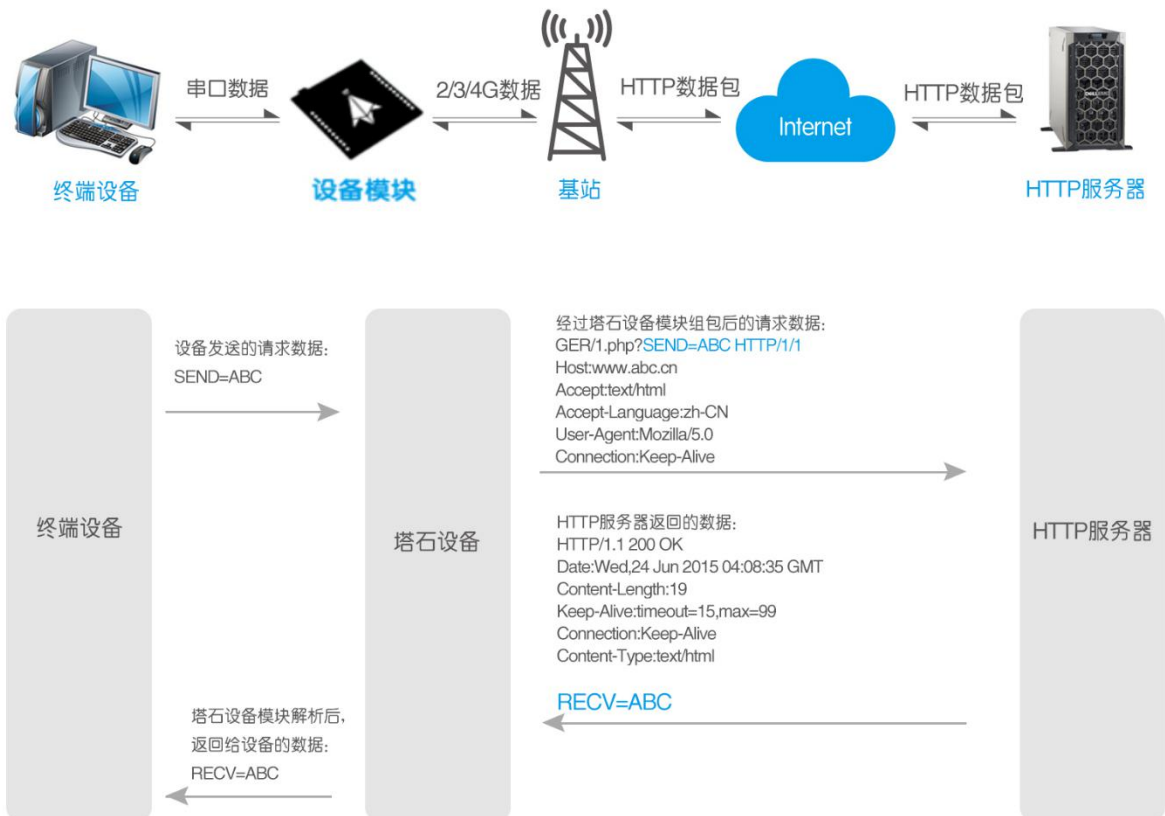 串口数据
2/3/4G数据
HTTP数据包
HTTP数据包
Internet
终端设备
设备模块
基站
HTTP服务器
设备发送的请求数据:
SEND=ABC
经过塔石设备模块组包后的请求数据:
GER/1.php?SEND=ABC HTTP/1/1
Host:www.abc.cn
Accept:text/html
Accept-Language:zh-CN
User-Agent:Mozilla/5.0
Connection:Keep-Alive
终端设备
塔石设备
HTTP服务器
HTTP服务器返回的数据:
HTTP/1.1 200 OK
Date:Wed,24 Jun 2015 04:08:35 GMT
Content-Length:19
Keep-Alive:timeout=15,max=99
Connection:Keep-Alive
Content-Type:text/html
RECV=ABC
塔石设备模块解析后,
返回给设备的数据:
RECV=ABC